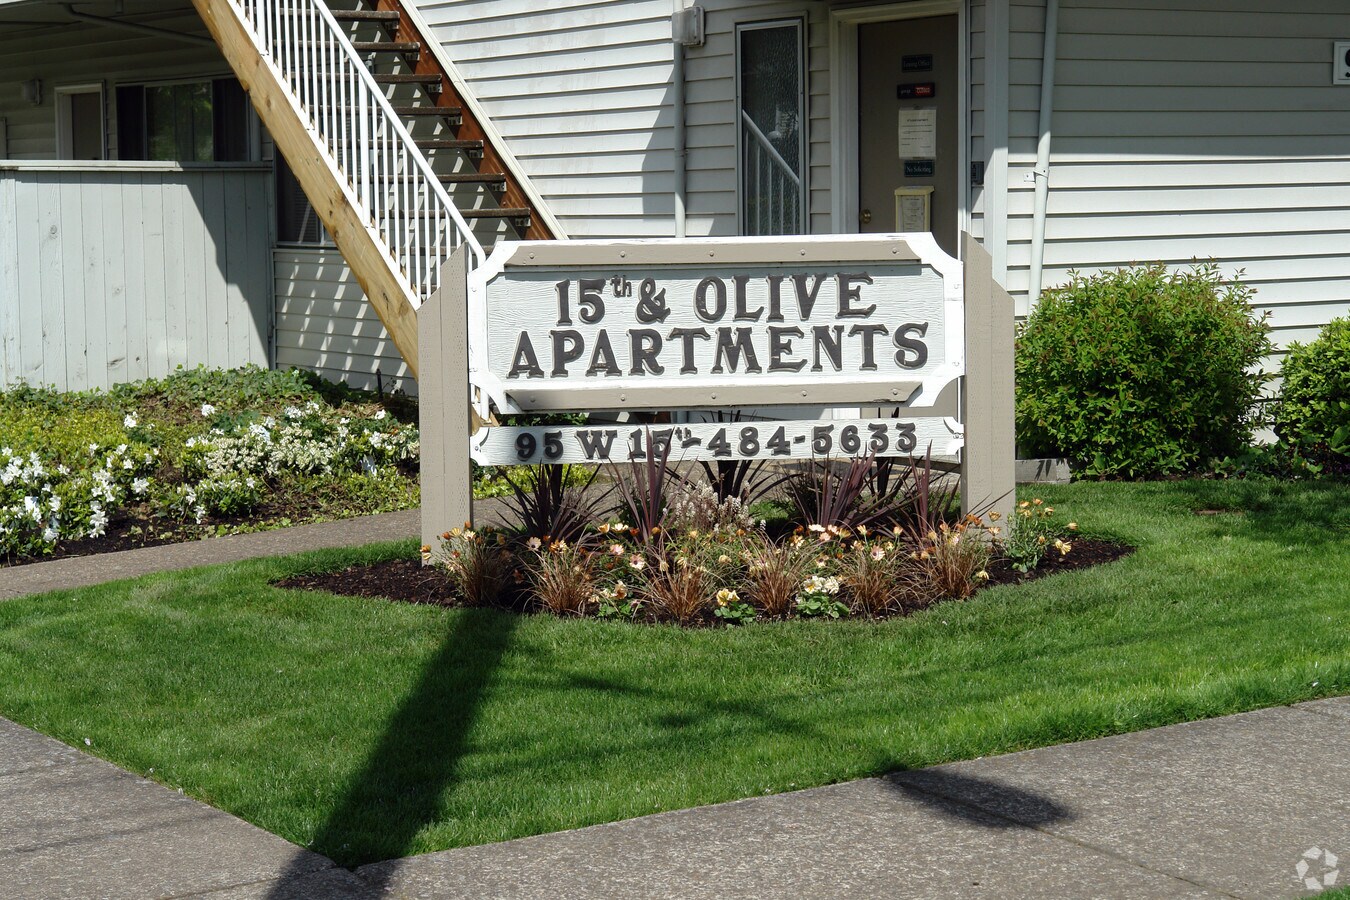 15th & OLIVE
APARTMENTS
95 W 15th-484-5633